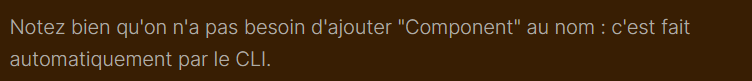 Notez bien qu'on n'a pas besoin d'ajouter "Component" au nom : c'est fait
automatiquement par le CLI.